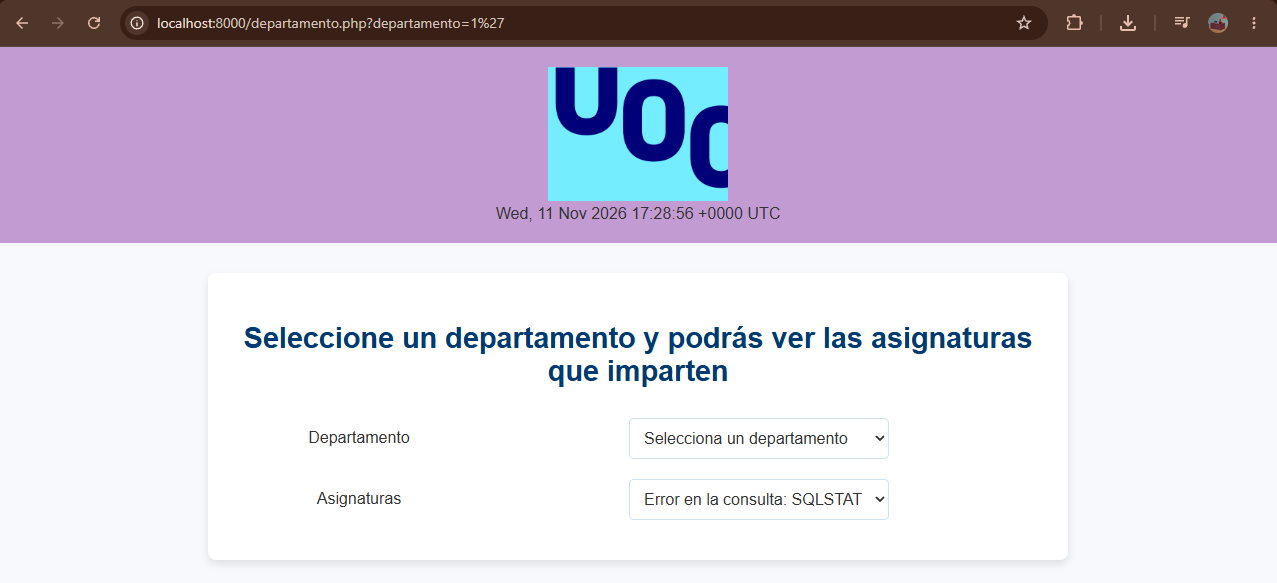 localhost:8000/departamento.php?departamento=1%27
UOC
Wed, 11 Nov 2026 17:28:56 +0000 UTC
Seleccione un departamento y podrás ver las asignaturas
que imparten
Departamento
Selecciona un departamento
Asignaturas
Error en la consulta: SQLSTAT